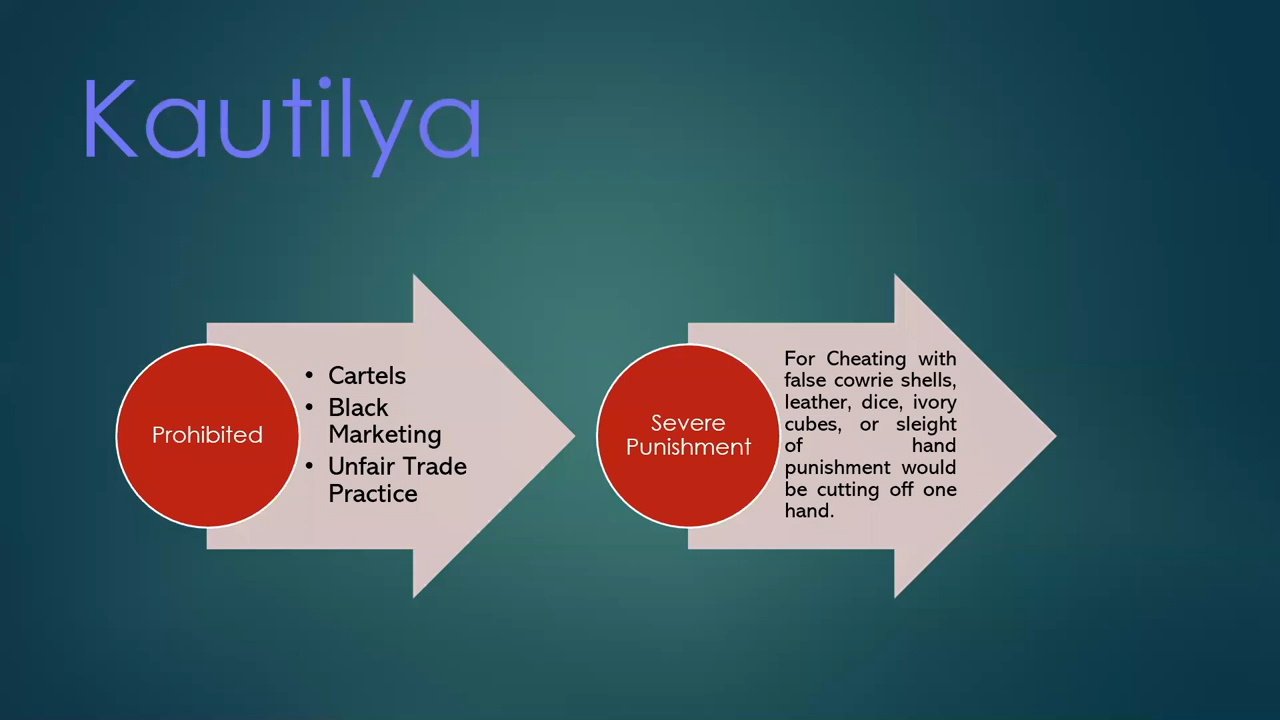 Kautilya
Prohibited
• Cartels
• Black
Marketing
• Unfair Trade
Practice
Severe
Punishment
For Cheating with
false cowrie shells,
leather, dice, ivory
cubes, or sleight
of hand
punishment would
be cutting off one
hand.